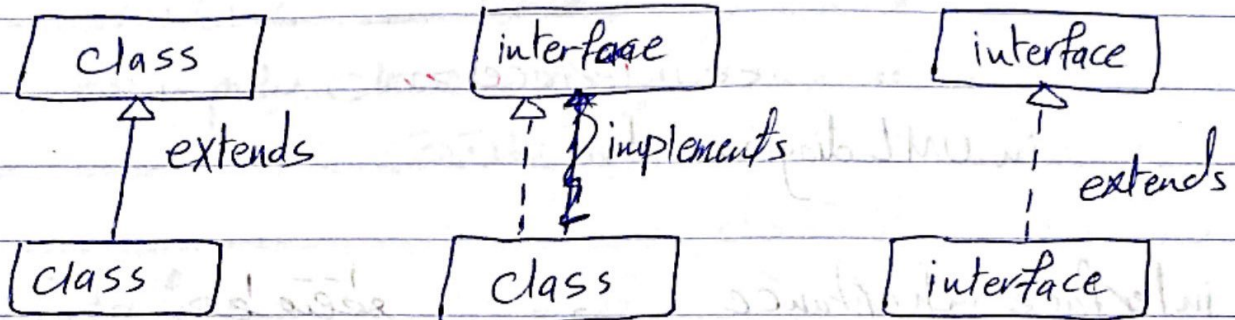 class interface interface
extends implements extends
class class interface